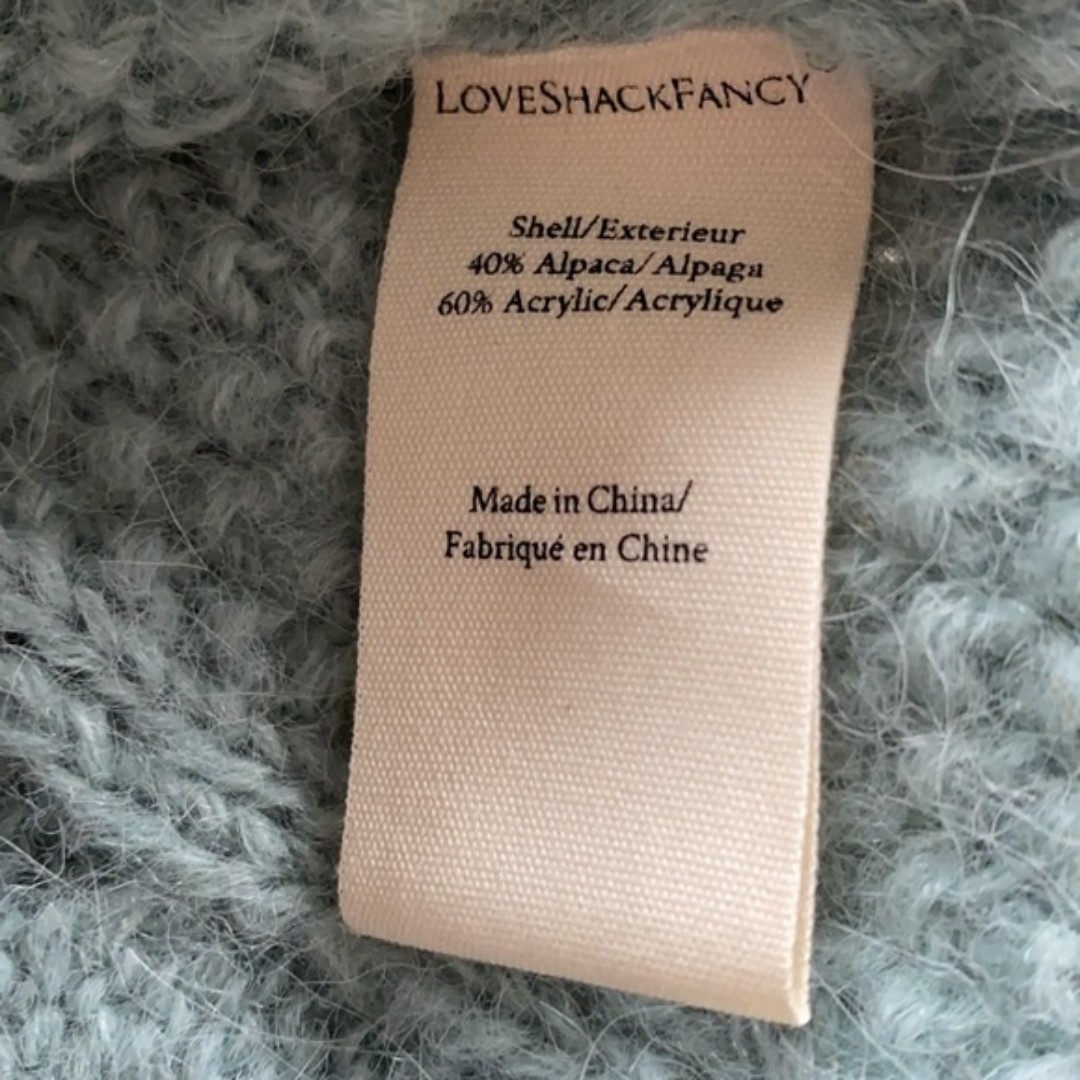 LOVESHACKFANCY
Shell/Exterieur
40% Alpaca/Alpaga
60% Acrylic/Acrylique
Made in China/
Fabriqué en Chine